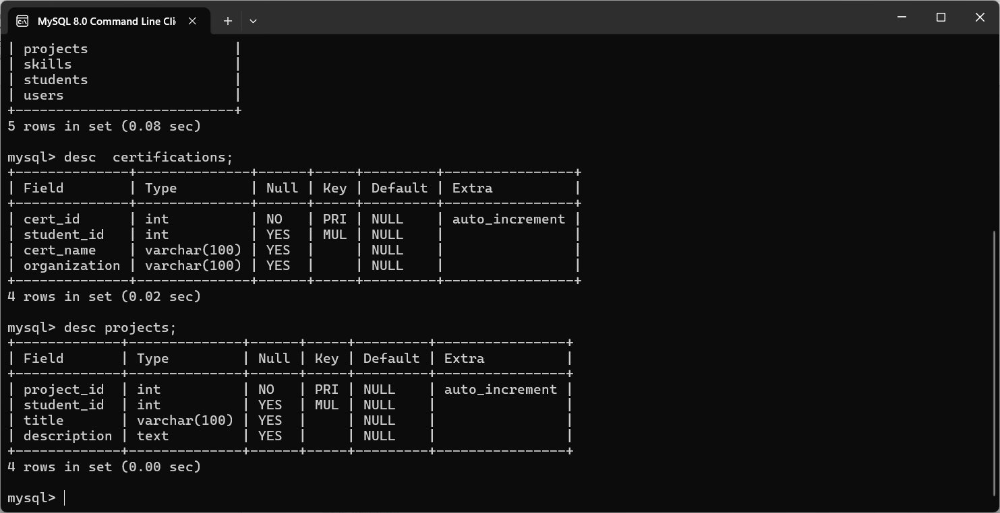 MySQL 8.0 Command Line Cli
| projects                  |
| skills                    |
| students                  |
| users                     |
+---------------------------+
5 rows in set (0.08 sec)
mysql> desc  certifications;
+--------------+--------------+------+-----+---------+----------------+
| Field        | Type         | Null | Key | Default | Extra          |
+--------------+--------------+------+-----+---------+----------------+
| cert_id      | int          | NO   | PRI | NULL    | auto_increment |
| student_id   | int          | YES  | MUL | NULL    |                |
| cert_name    | varchar(100) | YES  |     | NULL    |                |
| organization | varchar(100) | YES  |     | NULL    |                |
+--------------+--------------+------+-----+---------+----------------+
4 rows in set (0.02 sec)
mysql> desc projects;
+-------------+--------------+------+-----+---------+----------------+
| Field       | Type         | Null | Key | Default | Extra          |
+-------------+--------------+------+-----+---------+----------------+
| project_id  | int          | NO   | PRI | NULL    | auto_increment |
| student_id  | int          | YES  | MUL | NULL    |                |
| title       | varchar(100) | YES  |     | NULL    |                |
| description | text         | YES  |     | NULL    |                |
+-------------+--------------+------+-----+---------+----------------+
4 rows in set (0.00 sec)
mysql>